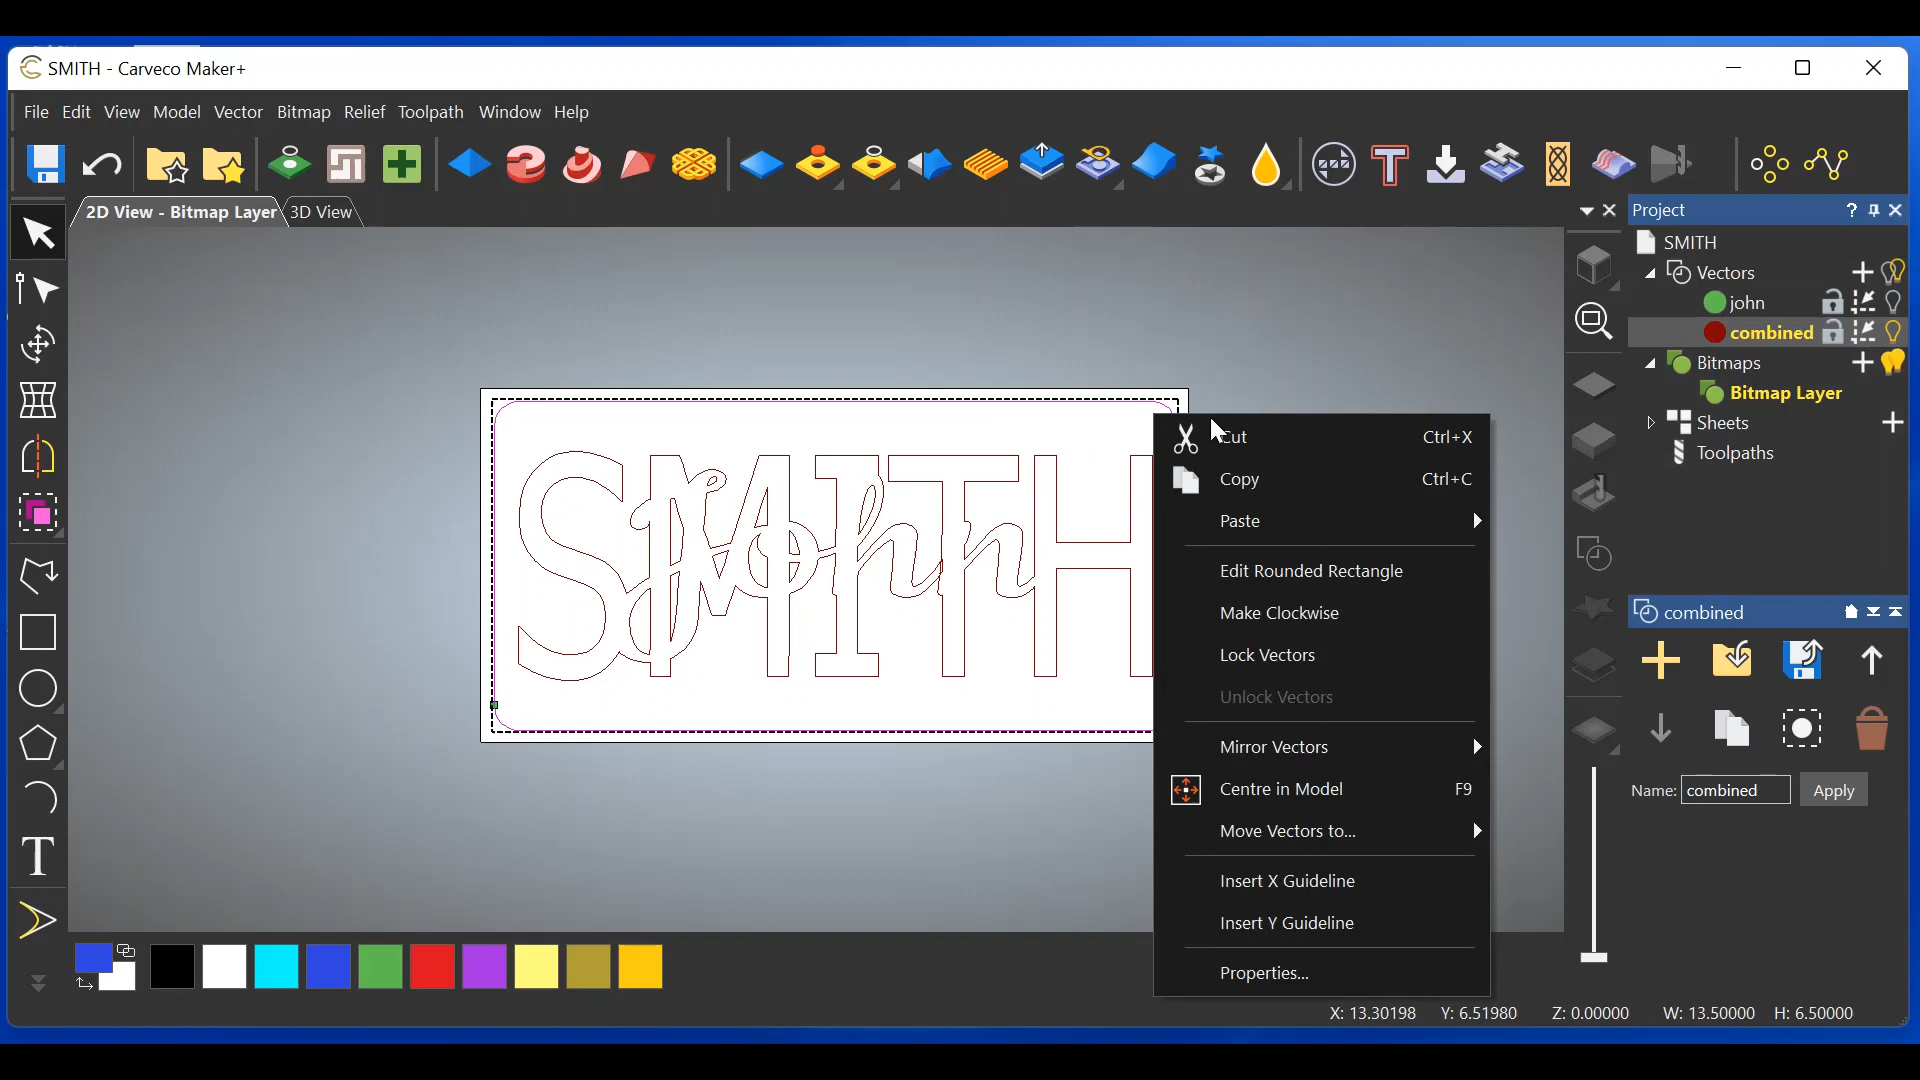 SMITH - Carveco Maker+
File Edit View Model Vector Bitmap Relief Toolpath Window Help
2D View - Bitmap Layer
3D View
SMITH
John
Cut Ctrl+X
Copy Ctrl+C
Paste
Edit Rounded Rectangle
Make Clockwise
Lock Vectors
Unlock Vectors
Mirror Vectors
Centre in Model F9
Move Vectors to...
Insert X Guideline
Insert Y Guideline
Properties...
Project
SMITH
Vectors
john
combined
Bitmaps
Bitmap Layer
Sheets
Toolpaths
combined
Name: combined Apply
X: 13.30198 Y: 6.51980 Z: 0.00000 W: 13.50000 H: 6.50000